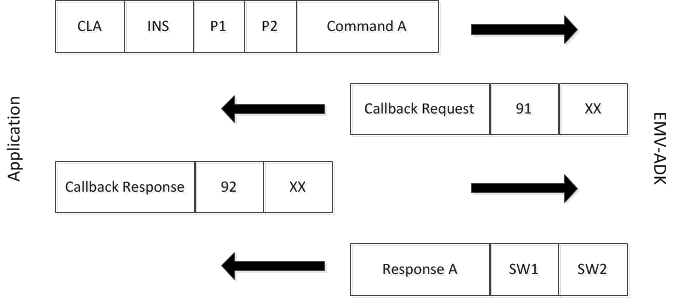 CLA INS P1 P2 Command A
Application
Callback Request 91 XX
EMV-ADK
Callback Response 92 XX
Response A SW1 SW2